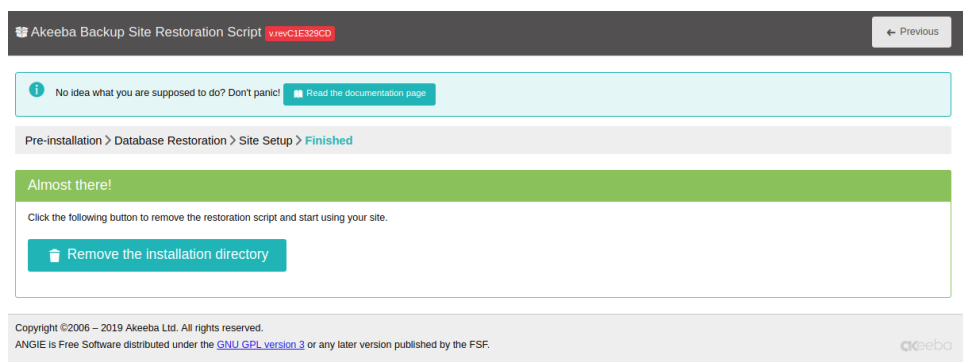 Akeeba Backup Site Restoration Script v.revC1E329CD
← Previous
No idea what you are supposed to do? Don't panic! Read the documentation page
Pre-installation > Database Restoration > Site Setup > Finished
Almost there!
Click the following button to remove the restoration script and start using your site.
Remove the installation directory
Copyright ©2006 – 2019 Akeeba Ltd. All rights reserved.
ANGIE is Free Software distributed under the GNU GPL version 3 or any later version published by the FSF.
akeeba